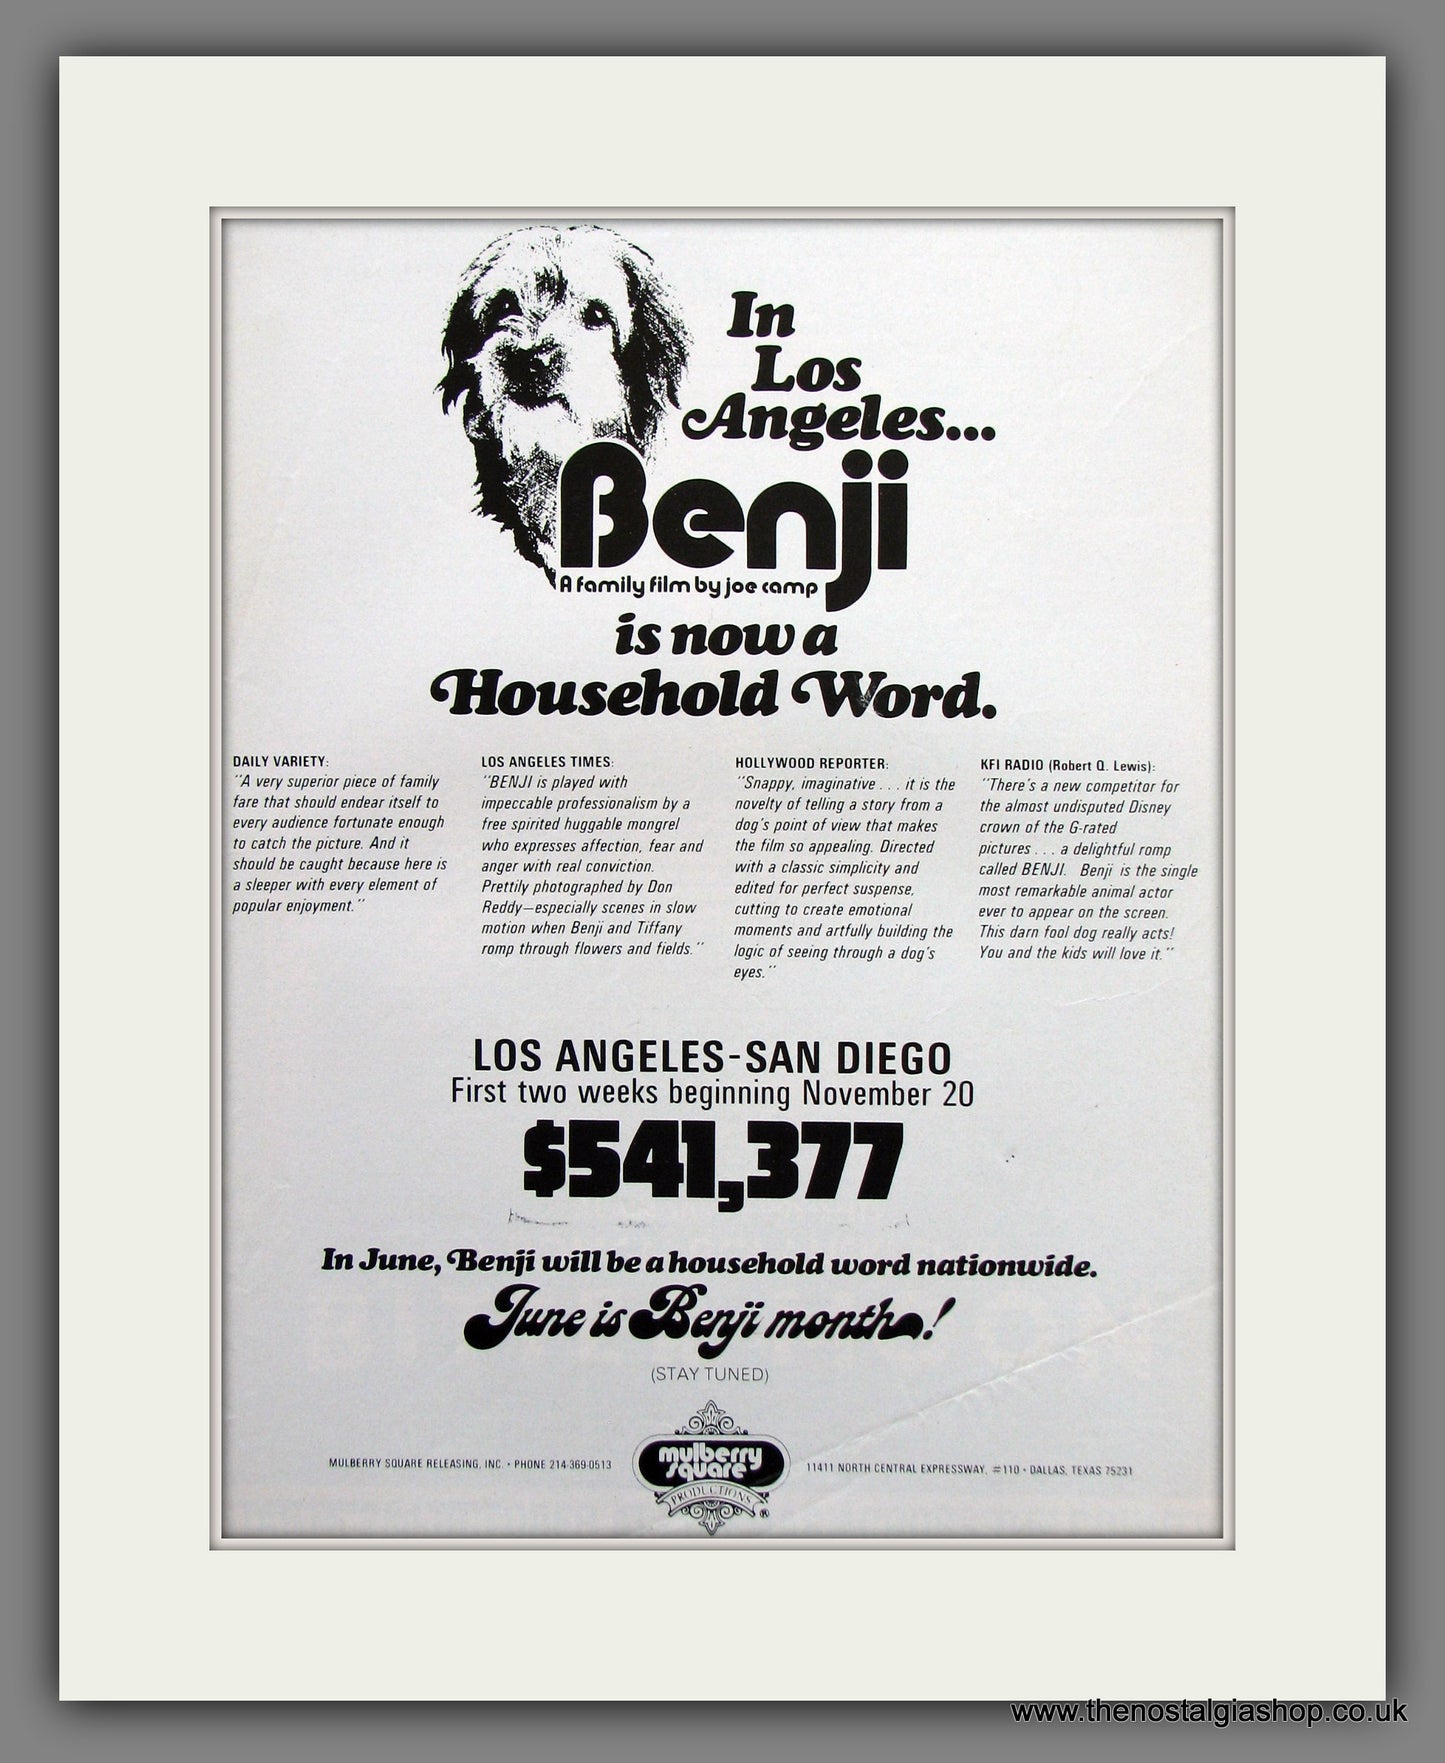 In
Los
Angeles...
Benji
A family film by joe camp
is now a
Household Word.
DAILY VARIETY:
"A very superior piece of family
fare that should endear itself to
every audience fortunate enough
to catch the picture. And it
should be caught because here is
a sleeper with every element of
popular enjoyment."
LOS ANGELES TIMES:
"BENJI is played with
impeccable professionalism by a
free spirited huggable mongrel
who expresses affection, fear and
anger with real conviction.
Prettily photographed by Don
Reddy—especially scenes in slow
motion when Benji and Tiffany
romp through flowers and fields."
HOLLYWOOD REPORTER:
"Snappy, imaginative . . . it is the
novelty of telling a story from a
dog's point of view that makes
the film so appealing. Directed
with a classic simplicity and
edited for perfect suspense,
cutting to create emotional
moments and artfully building the
logic of seeing through a dog's
eyes."
KFI RADIO (Robert Q. Lewis):
"There's a new competitor for
the almost undisputed Disney
crown of the G-rated
pictures . . . a delightful romp
called BENJI. Benji is the single
most remarkable animal actor
ever to appear on the screen.
This darn fool dog really acts!
You and the kids will love it."
LOS ANGELES-SAN DIEGO
First two weeks beginning November 20
$541,377
In June, Benji will be a household word nationwide.
June is Benji month!
(STAY TUNED)
MULBERRY SQUARE RELEASING, INC. • PHONE 214-369-0513
mulberry
square
PRODUCTIONS
®
11411 NORTH CENTRAL EXPRESSWAY, #110 • DALLAS, TEXAS 75231
www.thenostalgiashop.co.uk